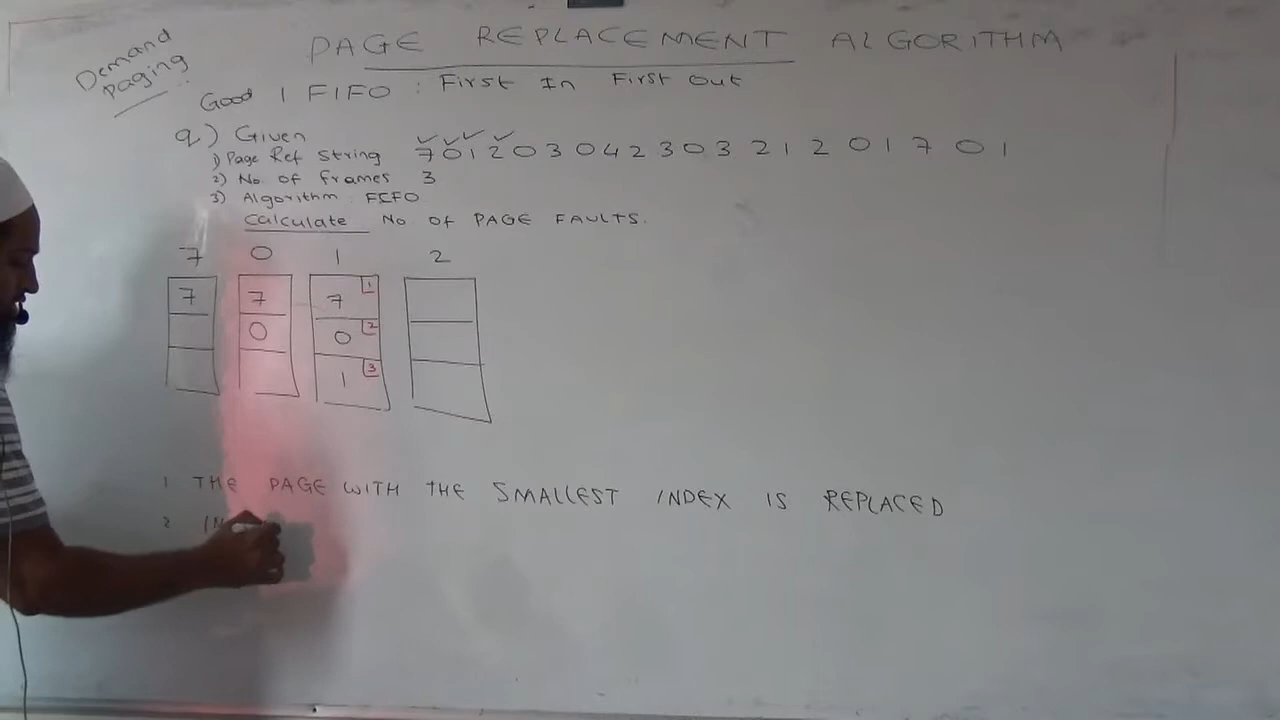 PAGE REPLACEMENT ALGORITHM
Demand
paging
Good 1 FIFO : First In First Out
Q) Given
1) Page Ref String 7 0 1 2 0 3 0 4 2 3 0 3 2 1 2 0 1 7 0 1
2) No. of frames 3
3) Algorithm: FIFO
Calculate No. of PAGE FAULTS.
7 0 1 2
7 7 7 1
0 0 2
1 3
1 THE PAGE WITH THE SMALLEST INDEX IS REPLACED
2